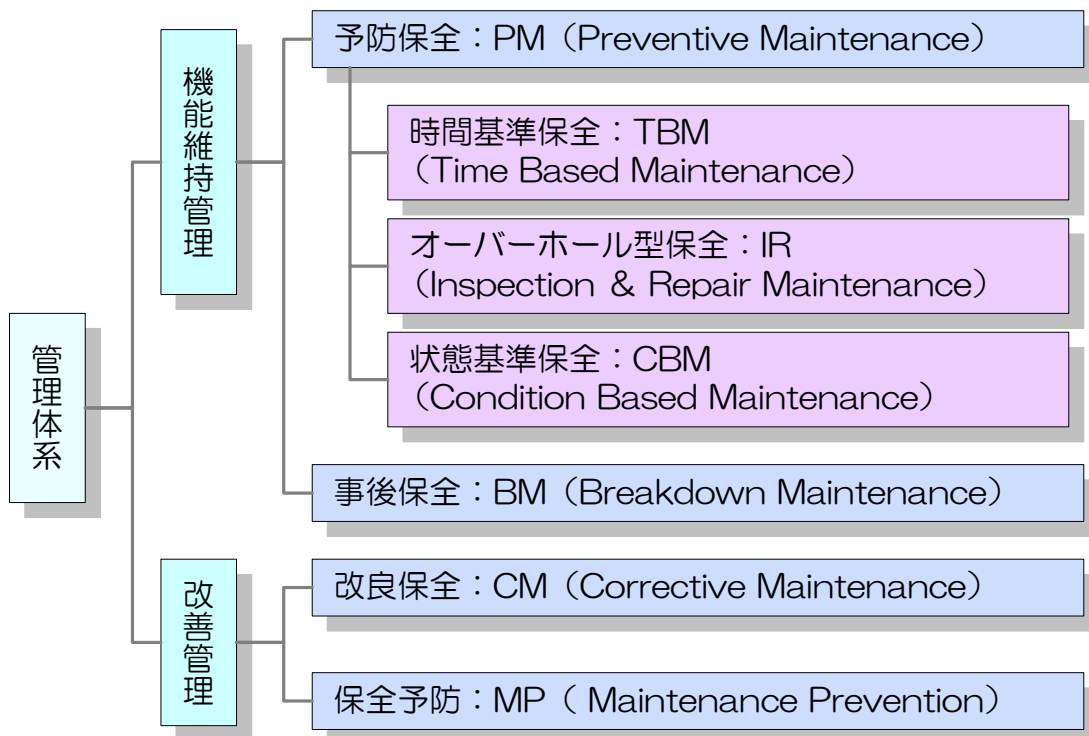 管理体系
機能維持管理
予防保全：PM（Preventive Maintenance）
時間基準保全：TBM
（Time Based Maintenance）
オーバーホール型保全：IR
（Inspection ＆ Repair Maintenance）
状態基準保全：CBM
（Condition Based Maintenance）
事後保全：BM（Breakdown Maintenance）
改善管理
改良保全：CM（Corrective Maintenance）
保全予防：MP（ Maintenance Prevention）